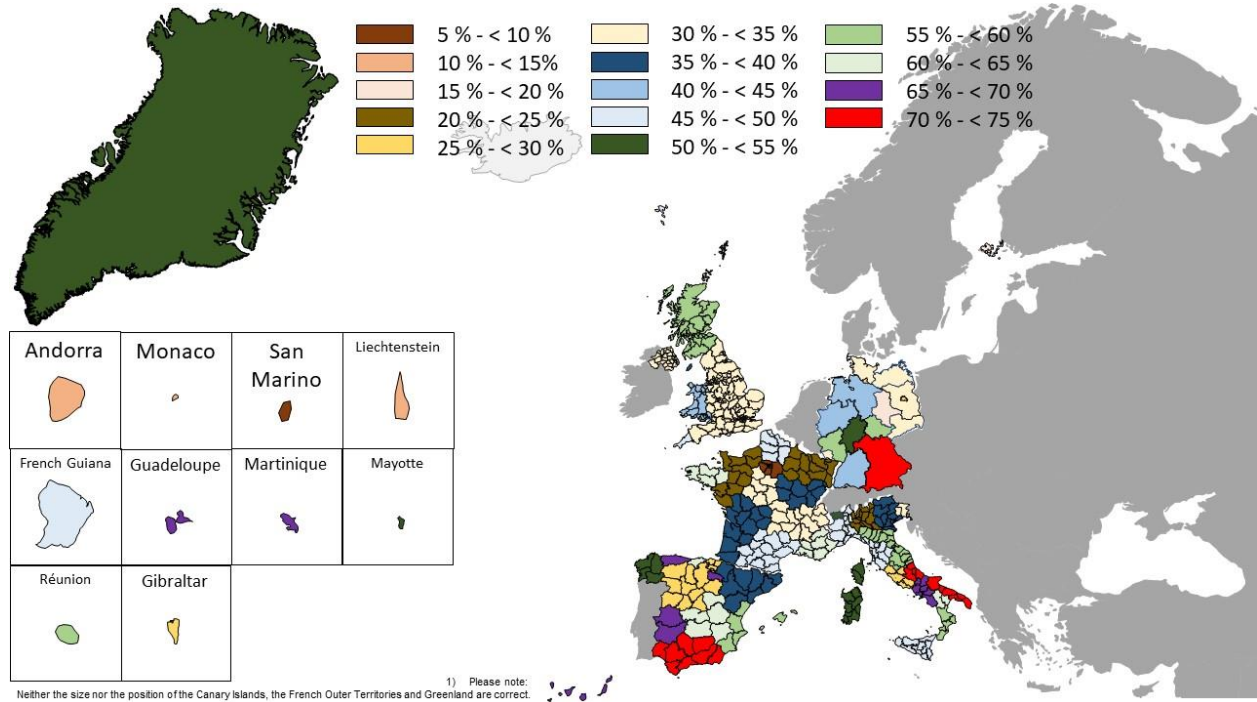 5 % - < 10 %
10 % - < 15%
15 % - < 20 %
20 % - < 25 %
25 % - < 30 %
30 % - < 35 %
35 % - < 40 %
40 % - < 45 %
45 % - < 50 %
50 % - < 55 %
55 % - < 60 %
60 % - < 65 %
65 % - < 70 %
70 % - < 75 %
Andorra
Monaco
San
Marino
Liechtenstein
French Guiana
Guadeloupe
Martinique
Mayotte
Réunion
Gibraltar
1) Please note:
Neither the size nor the position of the Canary Islands, the French Outer Territories and Greenland are correct.